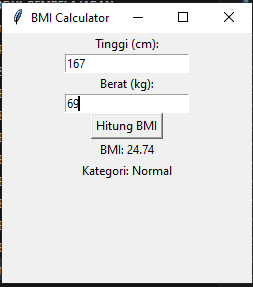 BMI Calculator
Tinggi (cm):
167
Berat (kg):
69
Hitung BMI
BMI: 24.74
Kategori: Normal